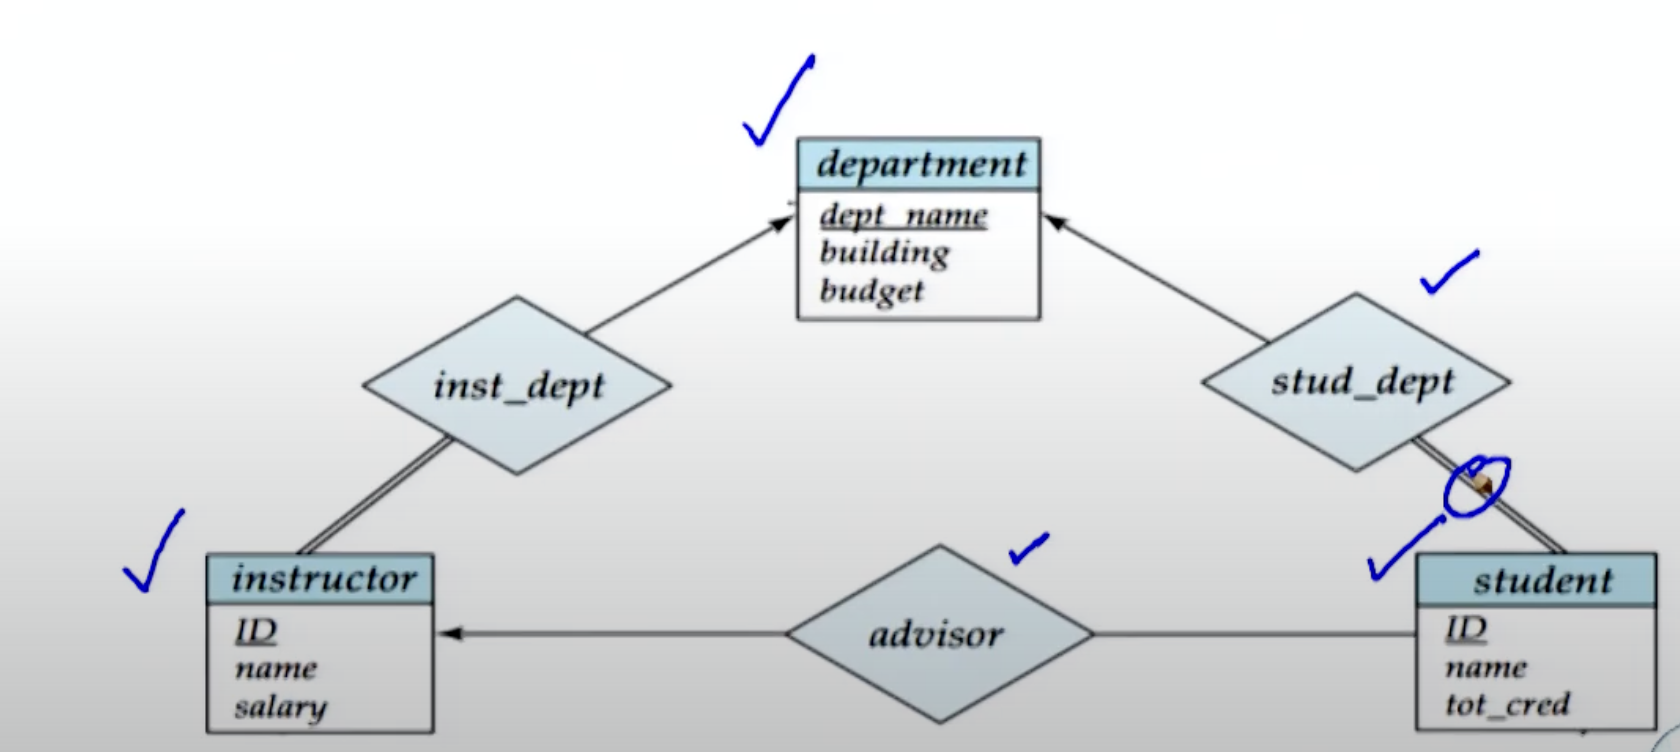 department
dept_name
building
budget
inst_dept
stud_dept
instructor
ID
name
salary
advisor
student
ID
name
tot_cred